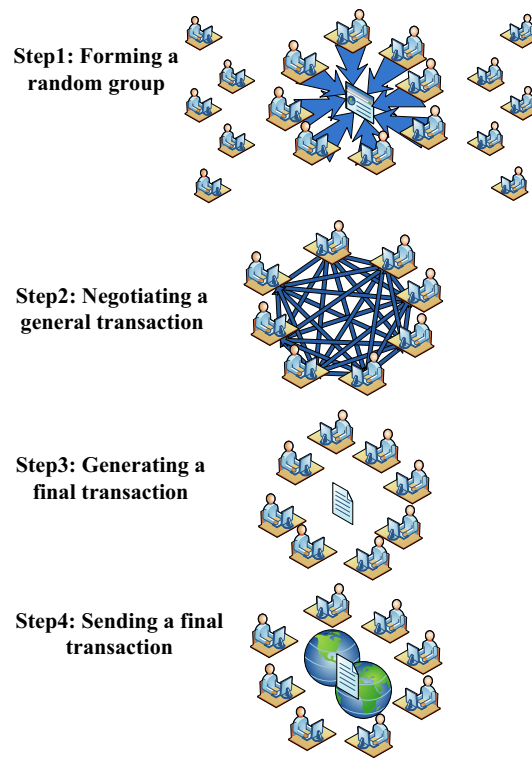 Step1: Forming a
random group
Step2: Negotiating a
general transaction
Step3: Generating a
final transaction
Step4: Sending a final
transaction